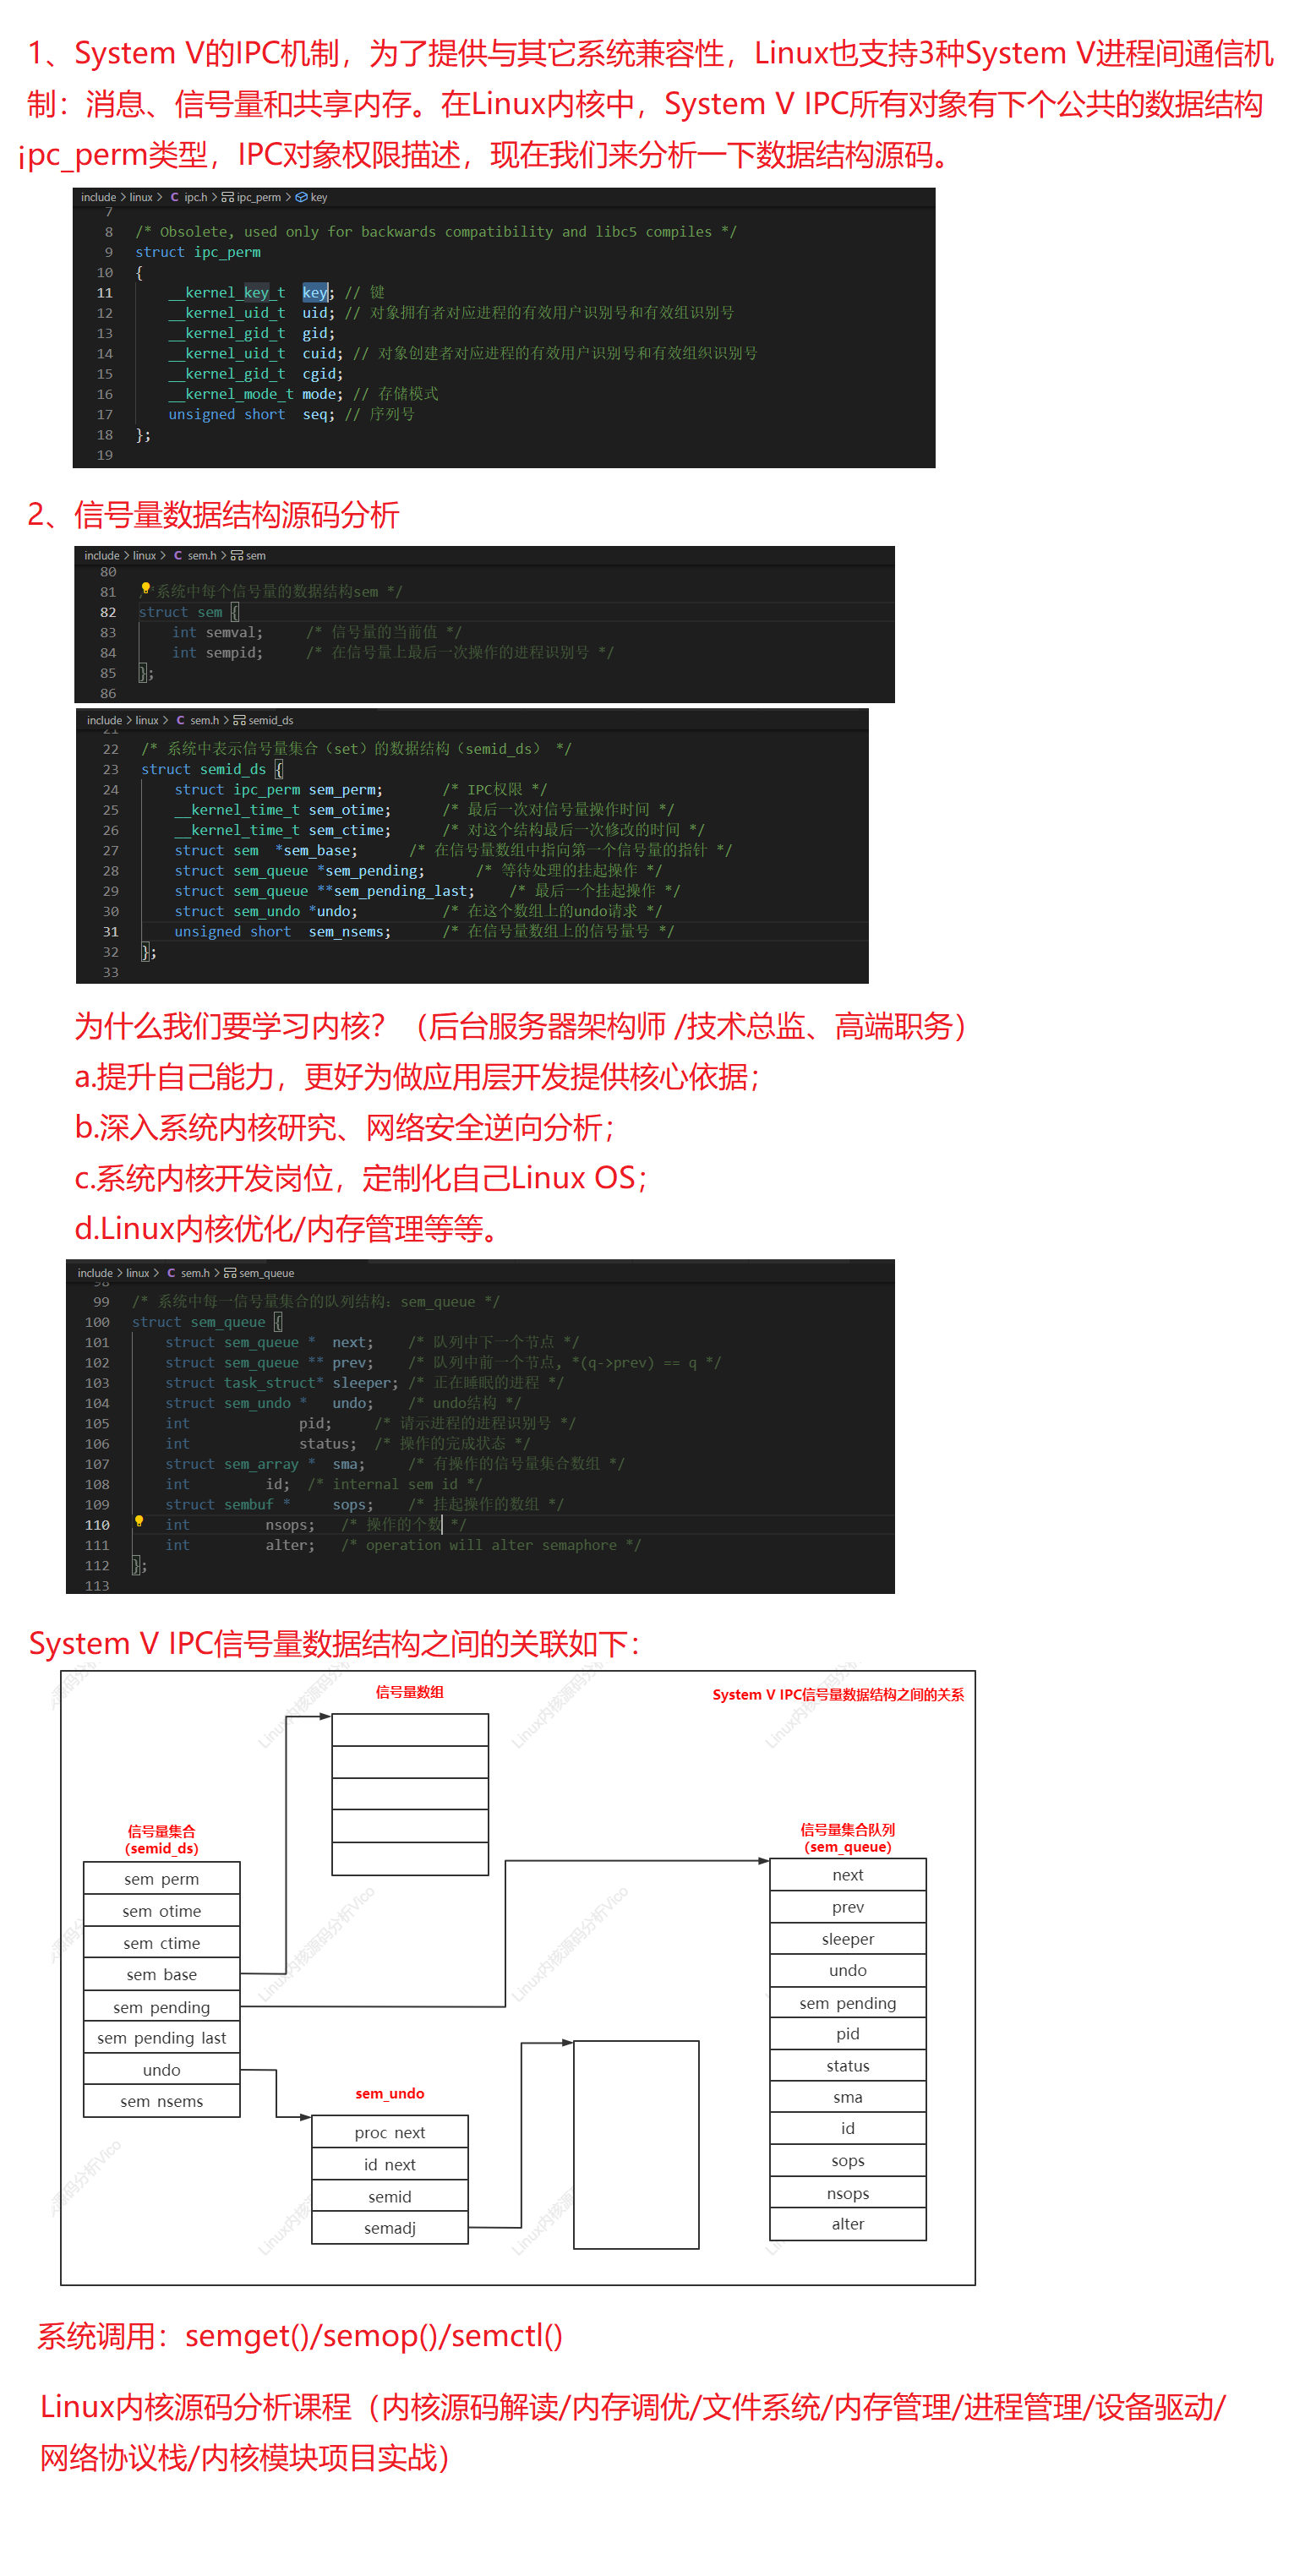 1、System V的IPC机制，为了提供与其它系统兼容性，Linux也支持3种System V进程间通信机
制：消息、信号量和共享内存。在Linux内核中，System V IPC所有对象有下个公共的数据结构
ipc_perm类型，IPC对象权限描述，现在我们来分析一下数据结构源码。
include > linux > C ipc.h > ipc_perm > key
7
8 /* Obsolete, used only for backwards compatibility and libc5 compiles */
9 struct ipc_perm
10 {
11 __kernel_key_t key; // 键
12 __kernel_uid_t uid; // 对象拥有者对应进程的有效用户识别号和有效组识别号
13 __kernel_gid_t gid;
14 __kernel_uid_t cuid; // 对象创建者对应进程的有效用户识别号和有效组织识别号
15 __kernel_gid_t cgid;
16 __kernel_mode_t mode; // 存储模式
17 unsigned short seq; // 序列号
18 };
19
2、信号量数据结构源码分析
include > linux > C sem.h > sem
80
81 /*系统中每个信号量的数据结构sem */
82 struct sem {
83 int semval; /* 信号量的当前值 */
84 int sempid; /* 在信号量上最后一次操作的进程识别号 */
85 };
86
include > linux > C sem.h > semid_ds
21
22 /* 系统中表示信号量集合（set）的数据结构（semid_ds） */
23 struct semid_ds {
24 struct ipc_perm sem_perm; /* IPC权限 */
25 __kernel_time_t sem_otime; /* 最后一次对信号量操作时间 */
26 __kernel_time_t sem_ctime; /* 对这个结构最后一次修改的时间 */
27 struct sem *sem_base; /* 在信号量数组中指向第一个信号量的指针 */
28 struct sem_queue *sem_pending; /* 等待处理的挂起操作 */
29 struct sem_queue **sem_pending_last; /* 最后一个挂起操作 */
30 struct sem_undo *undo; /* 在这个数组上的undo请求 */
31 unsigned short sem_nsems; /* 在信号量数组上的信号量号 */
32 };
33
为什么我们要学习内核？（后台服务器架构师 /技术总监、高端职务）
a.提升自己能力，更好为做应用层开发提供核心依据；
b.深入系统内核研究、网络安全逆向分析；
c.系统内核开发岗位，定制化自己Linux OS；
d.Linux内核优化/内存管理等等。
include > linux > C sem.h > sem_queue
98
99 /* 系统中每一信号量集合的队列结构：sem_queue */
100 struct sem_queue {
101 struct sem_queue * next; /* 队列中下一个节点 */
102 struct sem_queue ** prev; /* 队列中前一个节点, *(q->prev) == q */
103 struct task_struct* sleeper; /* 正在睡眠的进程 */
104 struct sem_undo * undo; /* undo结构 */
105 int pid; /* 请示进程的进程识别号 */
106 int status; /* 操作的完成状态 */
107 struct sem_array * sma; /* 有操作的信号量集合数组 */
108 int id; /* internal sem id */
109 struct sembuf * sops; /* 挂起操作的数组 */
110 int nsops; /* 操作的个数 */
111 int alter; /* operation will alter semaphore */
112 };
113
System V IPC信号量数据结构之间的关联如下：
信号量数组
System V IPC信号量数据结构之间的关系
信号量集合
（semid_ds）
sem perm
sem otime
sem ctime
sem base
sem pending
sem pending last
undo
sem nsems
sem_undo
proc next
id next
semid
semadj
信号量集合队列
（sem_queue）
next
prev
sleeper
undo
sem pending
pid
status
sma
id
sops
nsops
alter
Linux内核源码分析Vico
Linux内核源码分析Vico
系统调用：semget()/semop()/semctl()
Linux内核源码分析课程（内核源码解读/内存调优/文件系统/内存管理/进程管理/设备驱动/
网络协议栈/内核模块项目实战）